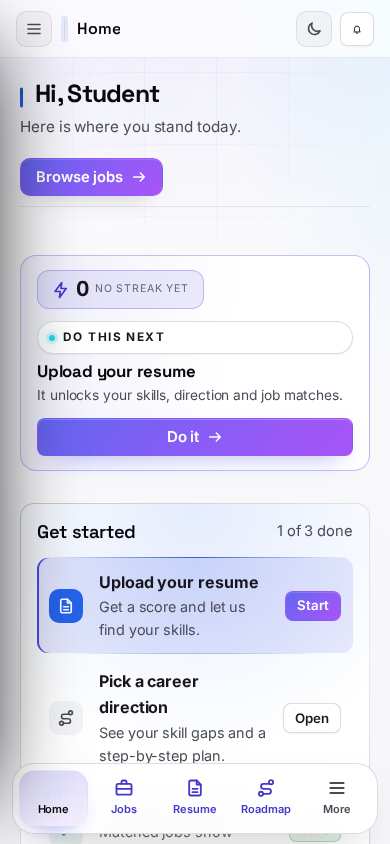 Home
Hi, Student
Here is where you stand today.
Browse jobs
0 NO STREAK YET
DO THIS NEXT
Upload your resume
It unlocks your skills, direction and job matches.
Do it
Get started
1 of 3 done
Upload your resume
Get a score and let us
find your skills.
Start
Pick a career
direction
See your skill gaps and a
step-by-step plan.
Open
Matched jobs show
Home
Jobs
Resume
Roadmap
More